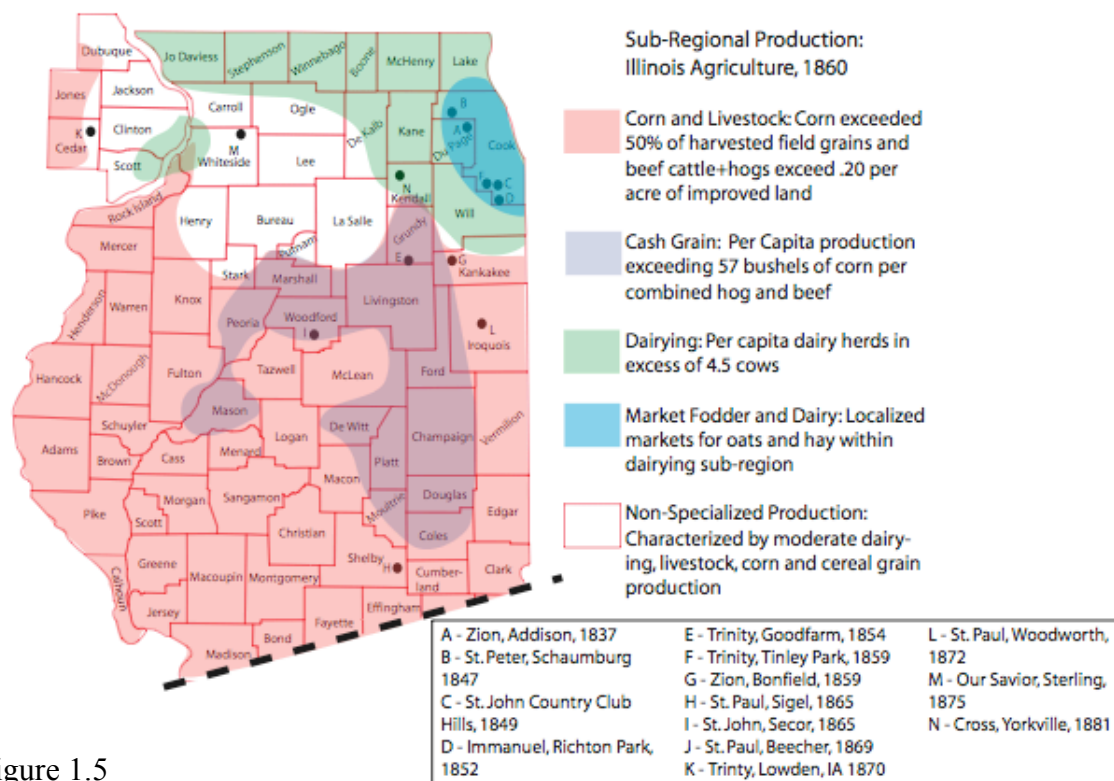 Dubuque
Jo Daviess
Stephenson
Winnebago
Boone
McHenry
Lake
Jones
Jackson
Carroll
Ogle
B
K
Clinton
De Kalb
Kane
A
Du Page
Cook
Cedar
M
Whiteside
Lee
Scott
N
F
C
D
Kendall
Rock Island
Henry
Bureau
La Salle
Will
Grundy
Mercer
Putnam
E
G
Stark
Kankakee
Marshall
Henderson
Warren
Knox
Livingston
Peoria
Woodford
I
L
Iroquois
Hancock
McDonough
Fulton
Tazwell
McLean
Ford
Mason
Schuyler
De Witt
Vermilion
Adams
Logan
Champaign
Brown
Cass
Menard
Piatt
Macon
Morgan
Sangamon
Douglas
Pike
Moultrie
Edgar
Scott
Christian
Coles
Greene
Shelby
H
Calhoun
Macoupin
Montgomery
Cumber-
land
Clark
Jersey
Effingham
Fayette
Bond
Madison
Sub-Regional Production:
Illinois Agriculture, 1860
Corn and Livestock: Corn exceeded
50% of harvested field grains and
beef cattle+hogs exceed .20 per
acre of improved land
Cash Grain: Per Capita production
exceeding 57 bushels of corn per
combined hog and beef
Dairying: Per capita dairy herds in
excess of 4.5 cows
Market Fodder and Dairy: Localized
markets for oats and hay within
dairying sub-region
Non-Specialized Production:
Characterized by moderate dairy-
ing, livestock, corn and cereal grain
production
A - Zion, Addison, 1837
B - St. Peter, Schaumburg
1847
C - St. John Country Club
Hills, 1849
D - Immanuel, Richton Park,
1852
E - Trinity, Goodfarm, 1854
F - Trinity, Tinley Park, 1859
G - Zion, Bonfield, 1859
H - St. Paul, Sigel, 1865
I - St. John, Secor, 1865
J - St. Paul, Beecher, 1869
K - Trinty, Lowden, IA 1870
L - St. Paul, Woodworth,
1872
M - Our Savior, Sterling,
1875
N - Cross, Yorkville, 1881
igure 1.5